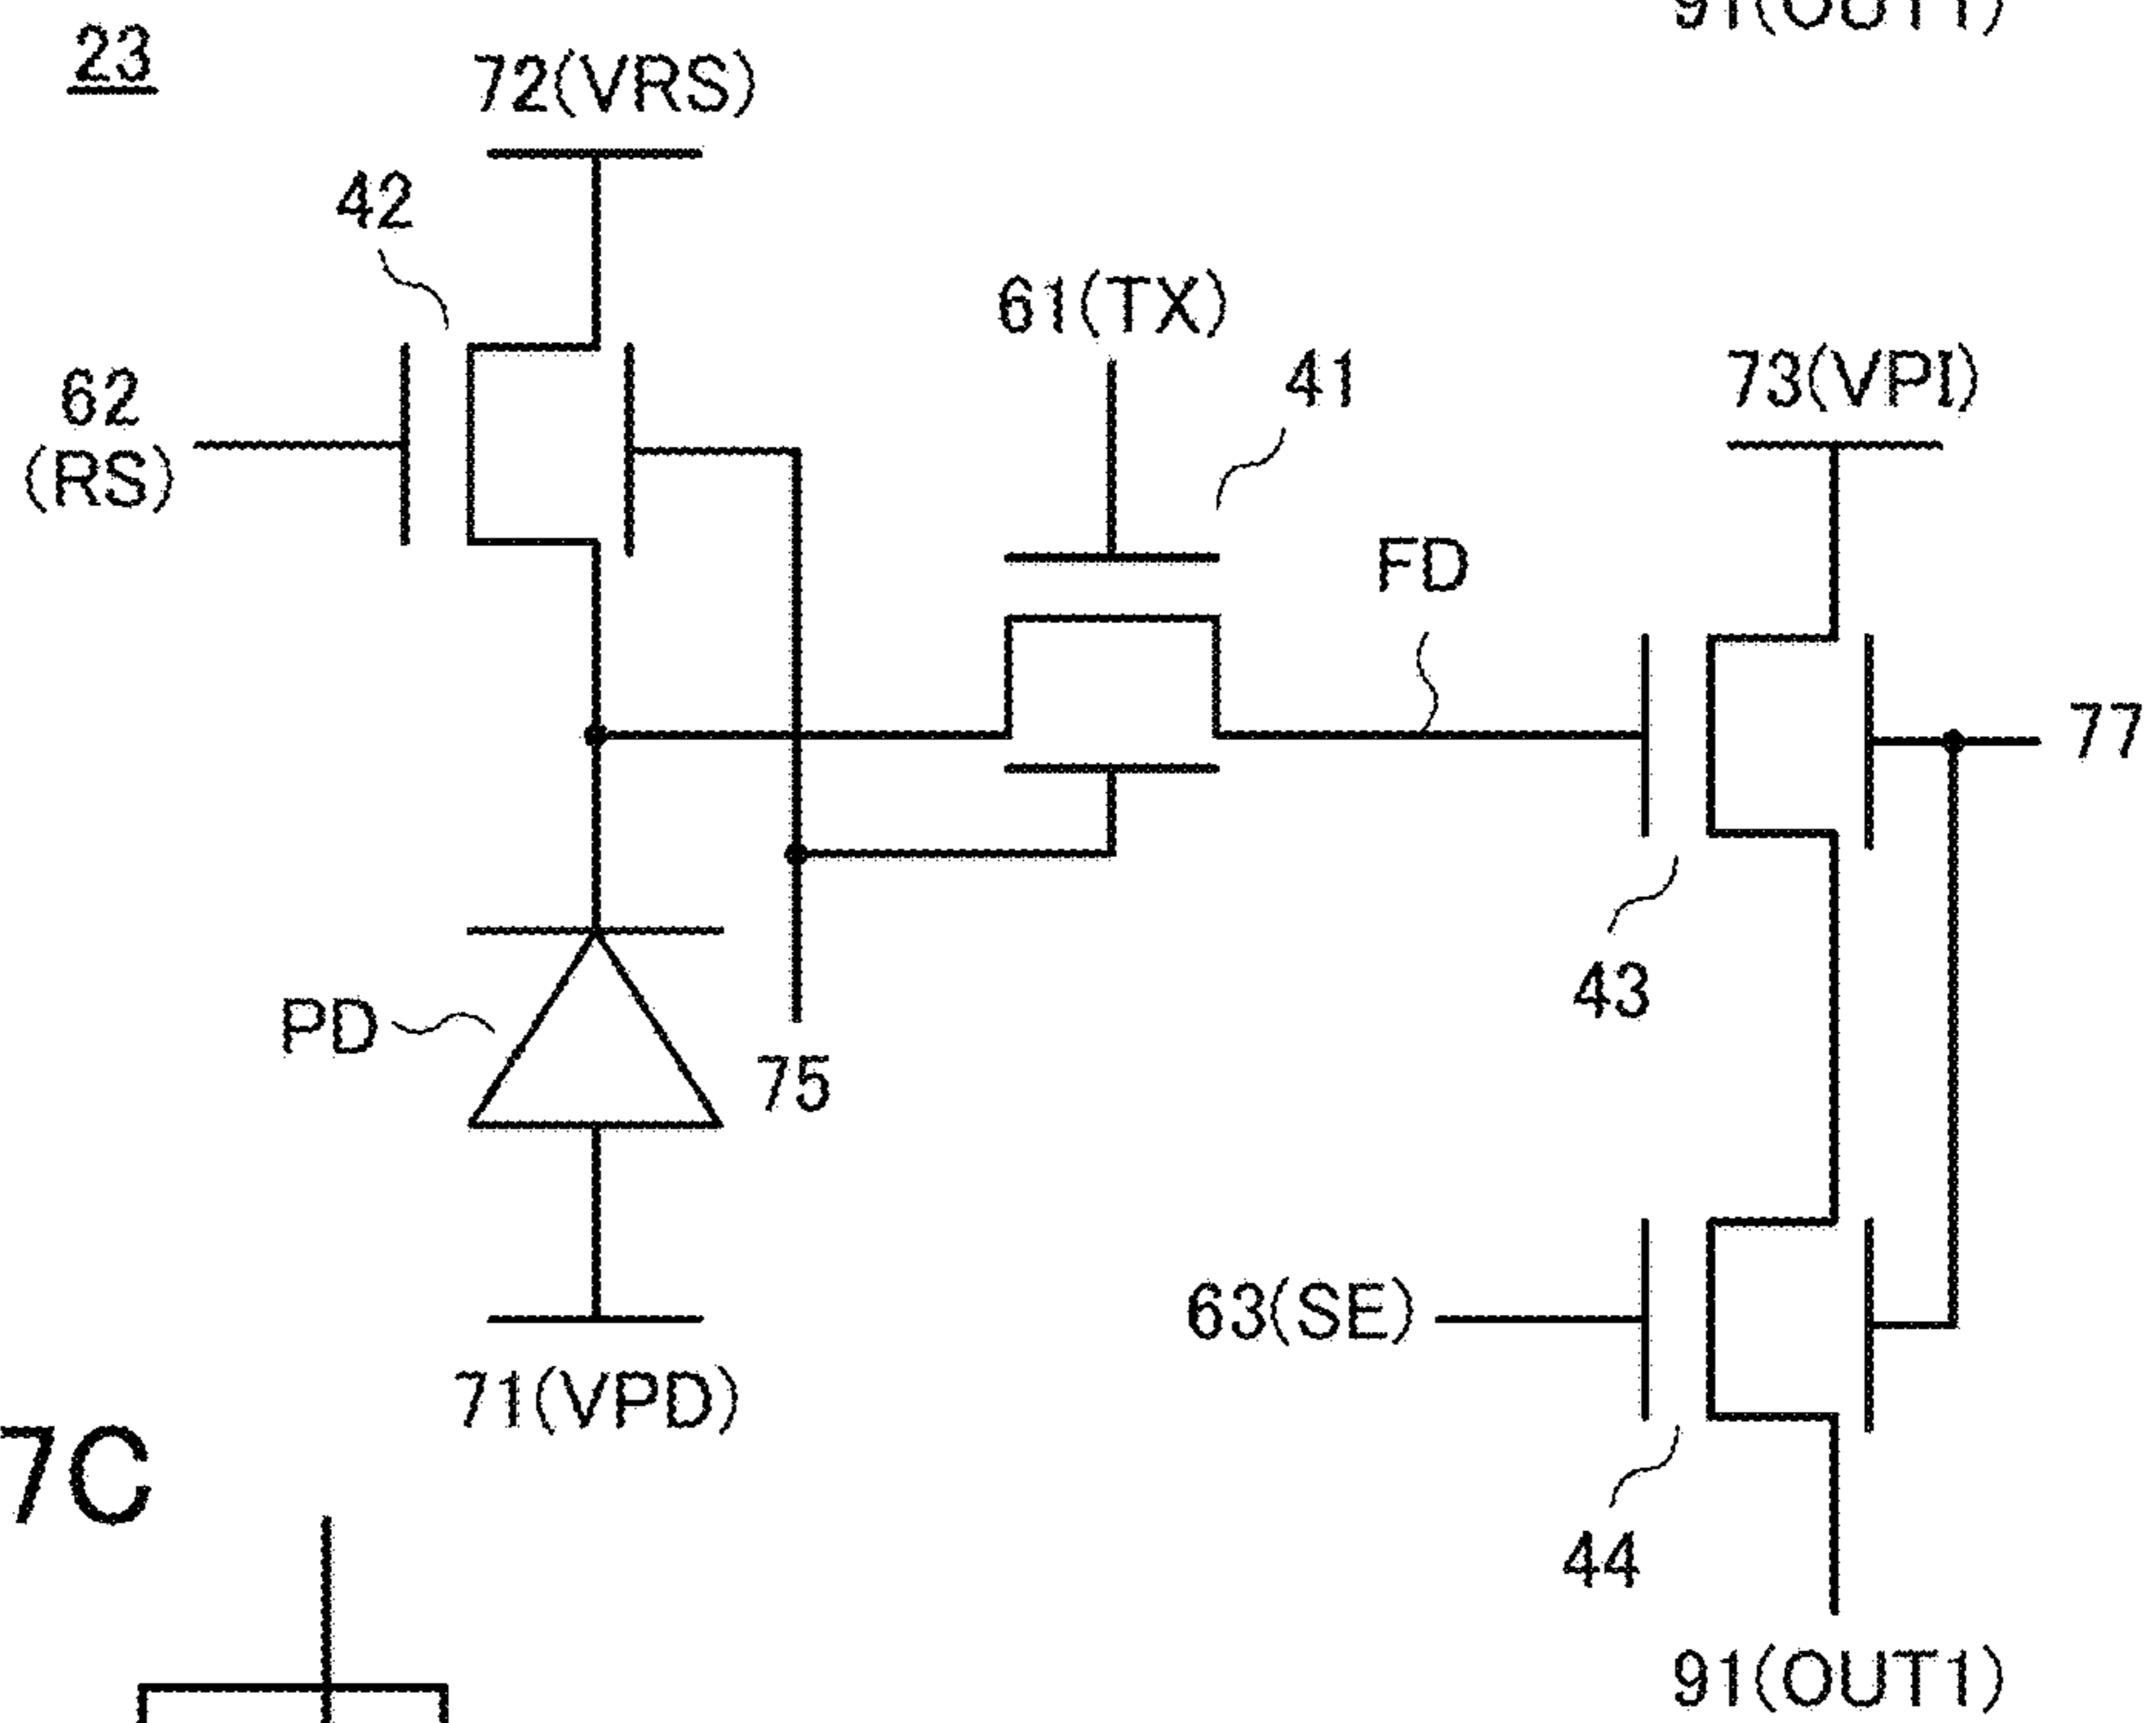 91(OUT1)
23
72(VRS)
42
61(TX)
41
73(VPI)
62
(RS)
FD
77
43
PD
75
63(SE)
71(VPD)
7C
44
91(OUT1)